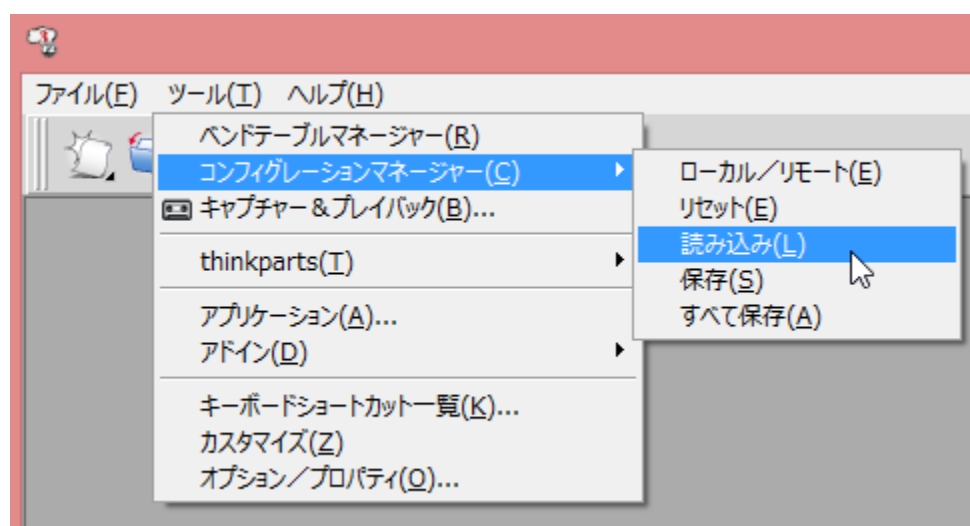 ファイル(F) ツール(T) ヘルプ(H)
ベンドテーブルマネージャー(R)
コンフィグレーションマネージャー(C)
キャプチャー＆プレイバック(B)...
thinkparts(T)
アプリケーション(A)...
アドイン(D)
キーボードショートカット一覧(K)...
カスタマイズ(Z)
オプション／プロパティ(O)...
ローカル／リモート(E)
リセット(E)
読み込み(L)
保存(S)
すべて保存(A)